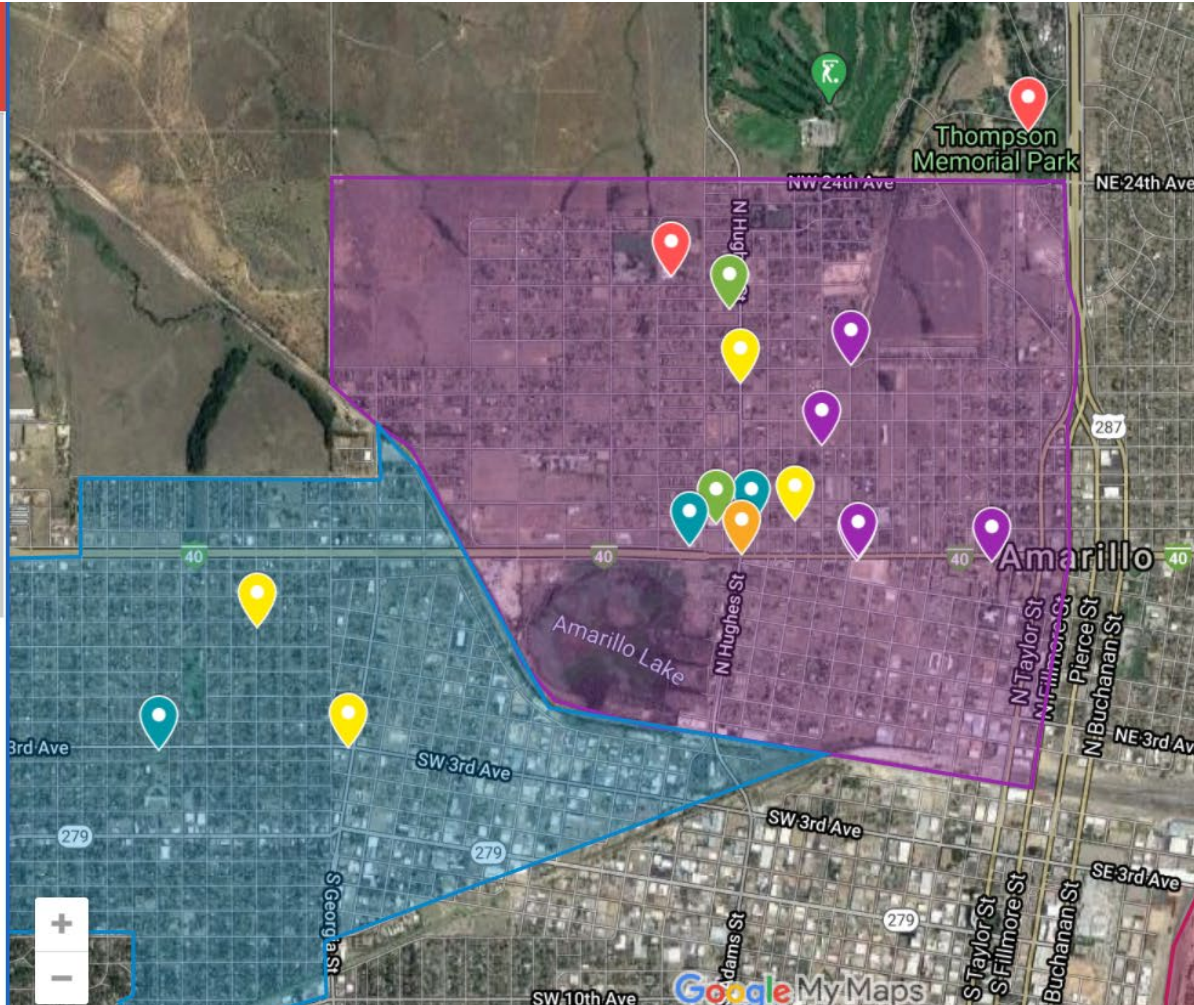 Thompson
Memorial Park
NW 24th Ave
NE 24th Ave
N Hughes St
287
40
40
40
Amarillo
40
Amarillo Lake
N Hughes St
N Taylor St
N Fillmore St
Pierce St
N Buchanan St
3rd Ave
SW 3rd Ave
NE 3rd Av
279
279
SW 3rd Ave
SE 3rd Ave
S Georgia St
279
+
−
Adams St
S Taylor St
S Fillmore St
Buchanan St
SW 10th Ave
Google My Maps